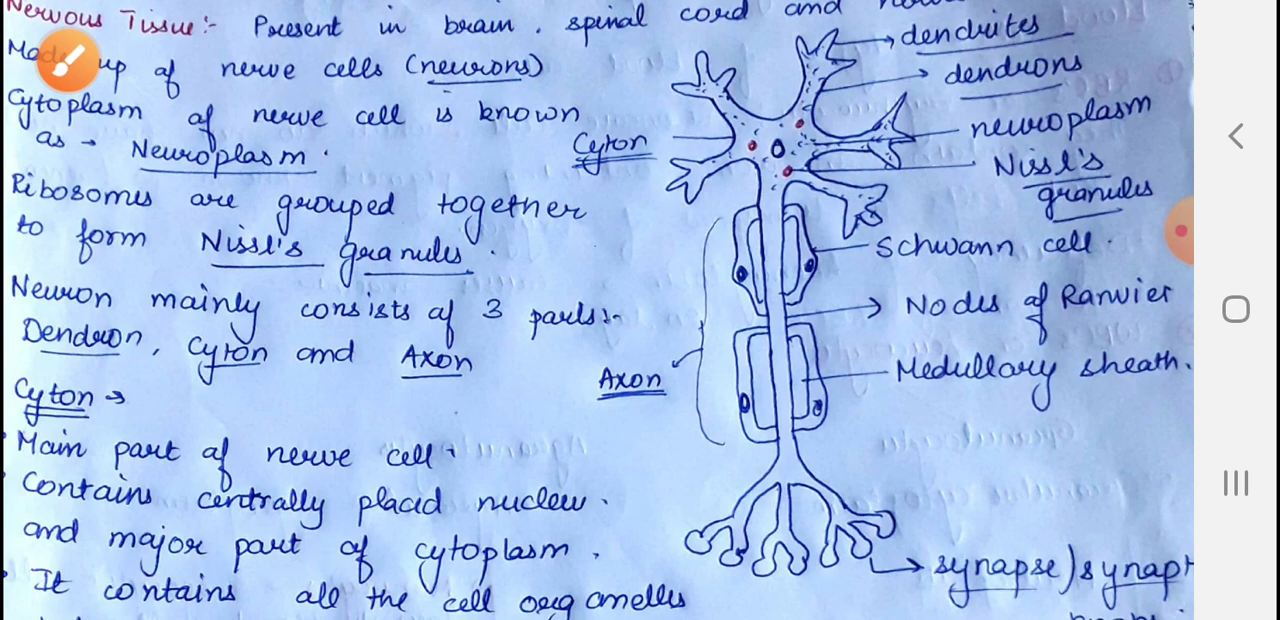 Nervous Tissue:- Present in brain, spinal cord and
up of nerve cells (neurons)
Cytoplasm of nerve cell is known
as → Neuroplasm.
Ribosomes are grouped together
to form Nissl's granules.
Neuron mainly consists of 3 parts:-
Dendron, Cyton and Axon
Cyton →
Main part of nerve cell.
Contains centrally placed nucleus.
and major part of cytoplasm.
It contains all the cell organelles
dendrites
dendrons
neuroplasm
Cyton
Nissl's
granules
Schwann cell.
Nodes of Ranvier
Medullary sheath.
Axon
synapse/synapt